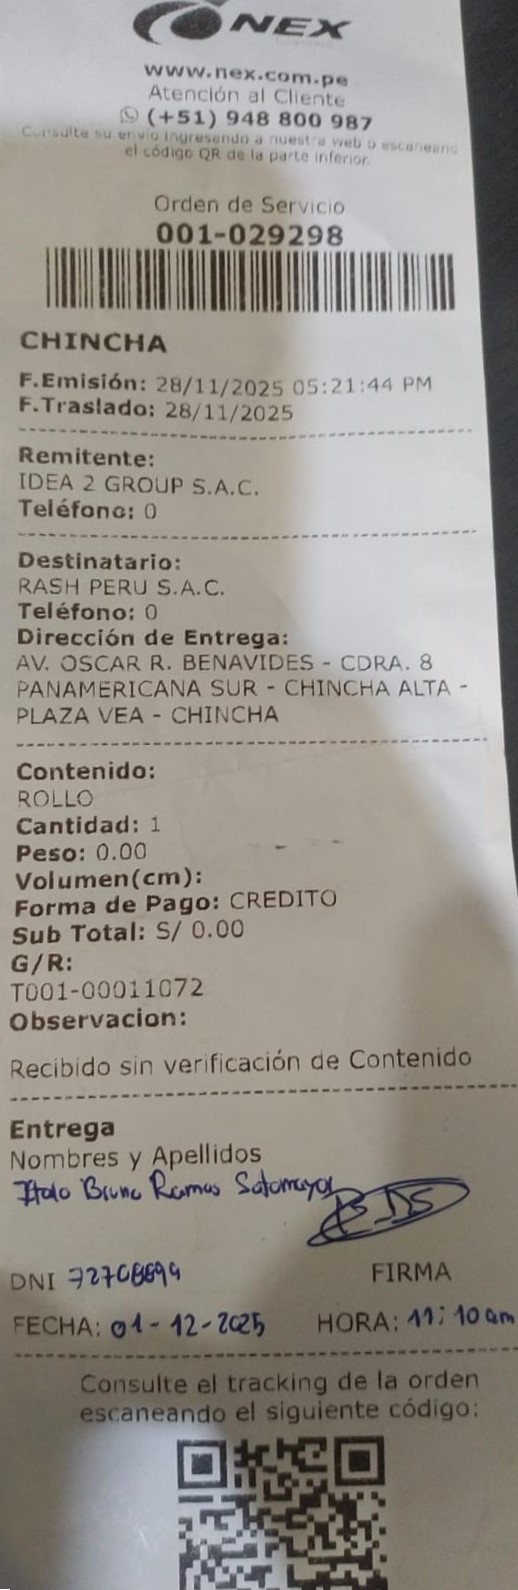 NEX
www.nex.com.pe
Atención al Cliente
(+51) 948 800 987
Consulte su envío ingresando a nuestra web o escaneando
el código QR de la parte inferior.
Orden de Servicio
001-029298
CHINCHA
F.Emisión: 28/11/2025 05:21:44 PM
F.Traslado: 28/11/2025
Remitente:
IDEA 2 GROUP S.A.C.
Teléfono: 0
Destinatario:
RASH PERU S.A.C.
Teléfono: 0
Dirección de Entrega:
AV. OSCAR R. BENAVIDES - CDRA. 8
PANAMERICANA SUR - CHINCHA ALTA -
PLAZA VEA - CHINCHA
Contenido:
ROLLO
Cantidad: 1
Peso: 0.00
Volumen(cm):
Forma de Pago: CREDITO
Sub Total: S/ 0.00
G/R:
T001-00011072
Observacion:
Recibido sin verificación de Contenido
Entrega
Nombres y Apellidos
Italo Bruno Ramos Sotomayor
DNI
FIRMA
FECHA: 01-12-2025 HORA: 11:10am
Consulte el tracking de la orden
escaneando el siguiente código: